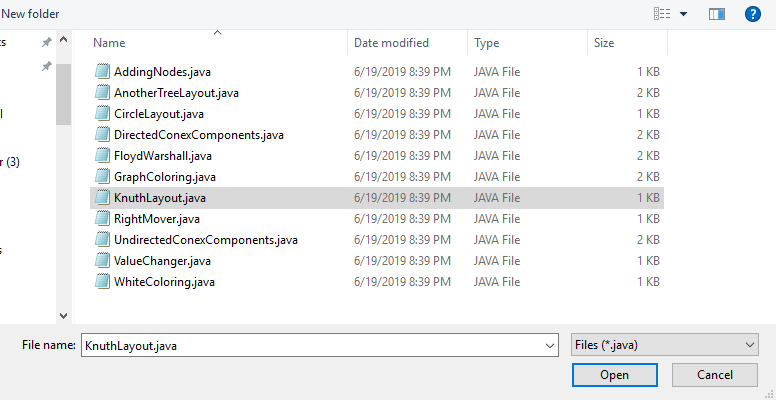 New folder
Name Date modified Type Size
AddingNodes.java 6/19/2019 8:39 PM JAVA File 1 KB
AnotherTreeLayout.java 6/19/2019 8:39 PM JAVA File 2 KB
CircleLayout.java 6/19/2019 8:39 PM JAVA File 1 KB
DirectedConexComponents.java 6/19/2019 8:39 PM JAVA File 2 KB
r (3) FloydWarshall.java 6/19/2019 8:39 PM JAVA File 2 KB
GraphColoring.java 6/19/2019 8:39 PM JAVA File 2 KB
KnuthLayout.java 6/19/2019 8:39 PM JAVA File 1 KB
RightMover.java 6/19/2019 8:39 PM JAVA File 1 KB
UndirectedConexComponents.java 6/19/2019 8:39 PM JAVA File 2 KB
ValueChanger.java 6/19/2019 8:39 PM JAVA File 1 KB
WhiteColoring.java 6/19/2019 8:39 PM JAVA File 1 KB
File name: KnuthLayout.java Files (*.java)
Open Cancel